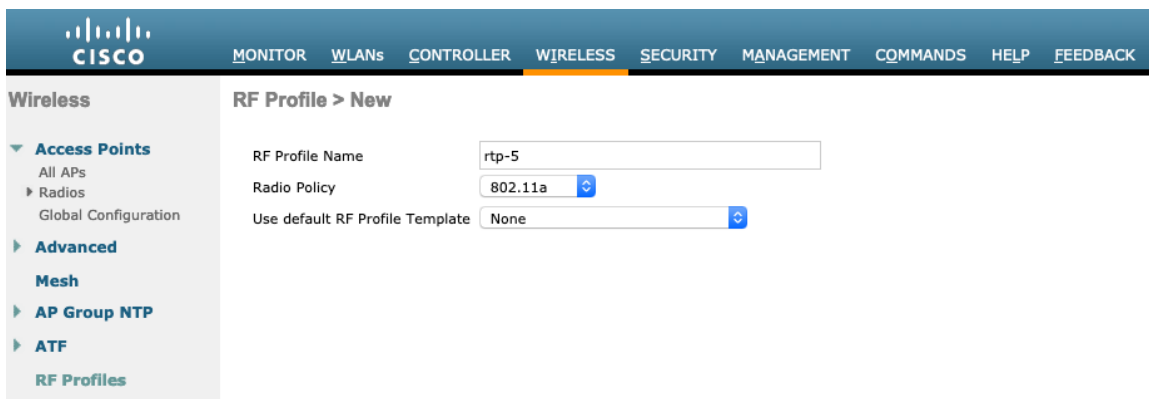 CISCO
MONITOR WLANs CONTROLLER WIRELESS SECURITY MANAGEMENT COMMANDS HELP FEEDBACK
Wireless
Access Points
All APs
Radios
Global Configuration
Advanced
Mesh
AP Group NTP
ATF
RF Profiles
RF Profile > New
RF Profile Name rtp-5
Radio Policy 802.11a
Use default RF Profile Template None